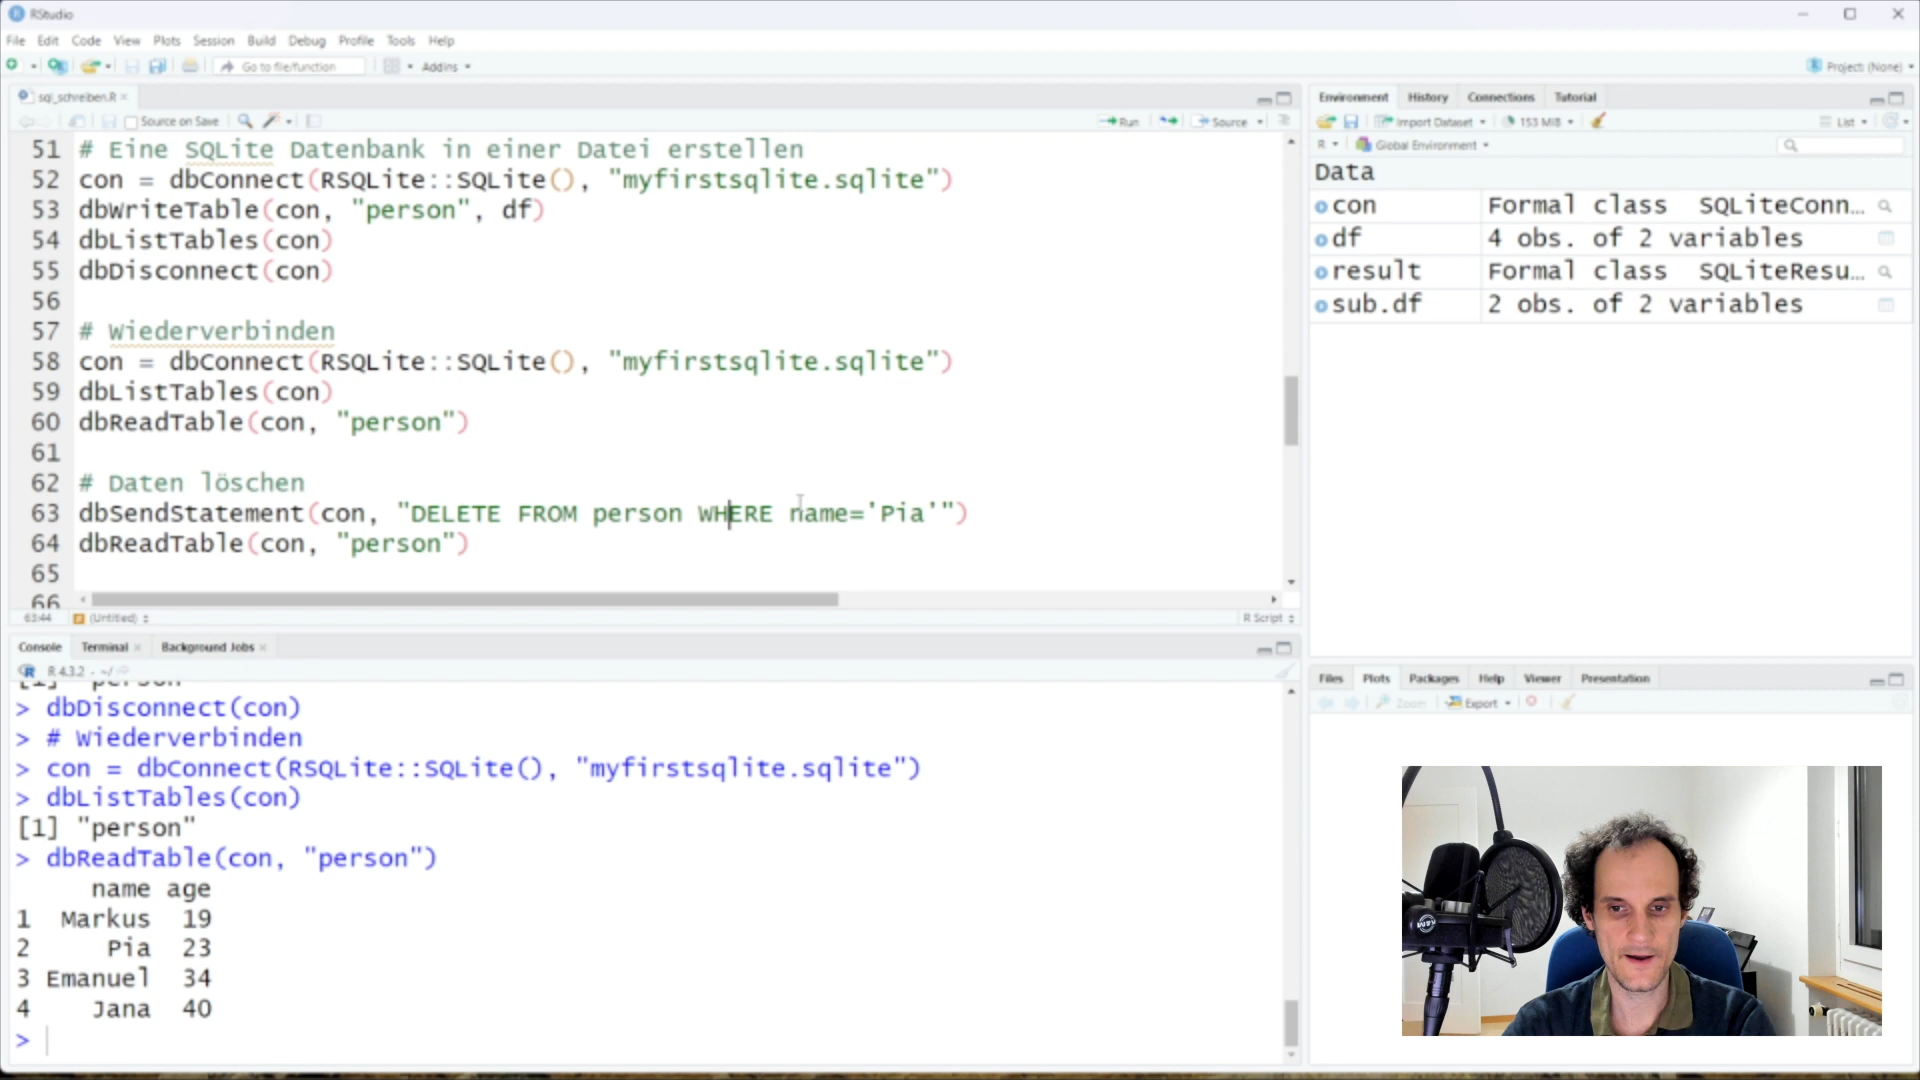 RStudio
File Edit Code View Plots Session Build Debug Profile Tools Help
Go to file/function Addins Project: (None)
sql_schreiben.R
Source on Save Run Source
51 # Eine SQLite Datenbank in einer Datei erstellen
52 con = dbConnect(RSQLite::SQLite(), "myfirstsqlite.sqlite")
53 dbWriteTable(con, "person", df)
54 dbListTables(con)
55 dbDisconnect(con)
56
57 # Wiederverbinden
58 con = dbConnect(RSQLite::SQLite(), "myfirstsqlite.sqlite")
59 dbListTables(con)
60 dbReadTable(con, "person")
61
62 # Daten löschen
63 dbSendStatement(con, "DELETE FROM person WHERE name='Pia'")
64 dbReadTable(con, "person")
65
66
63:44 (Untitled) R Script
Console Terminal Background Jobs
R 4.3.2 · ~/
[1] "person"
> dbDisconnect(con)
> # Wiederverbinden
> con = dbConnect(RSQLite::SQLite(), "myfirstsqlite.sqlite")
> dbListTables(con)
[1] "person"
> dbReadTable(con, "person")
name age
1 Markus 19
2 Pia 23
3 Emanuel 34
4 Jana 40
>
Environment History Connections Tutorial
Import Dataset 153 MiB List
R Global Environment
Data
con Formal class SQLiteConn…
df 4 obs. of 2 variables
result Formal class SQLiteResu…
sub.df 2 obs. of 2 variables
Files Plots Packages Help Viewer Presentation
Zoom Export